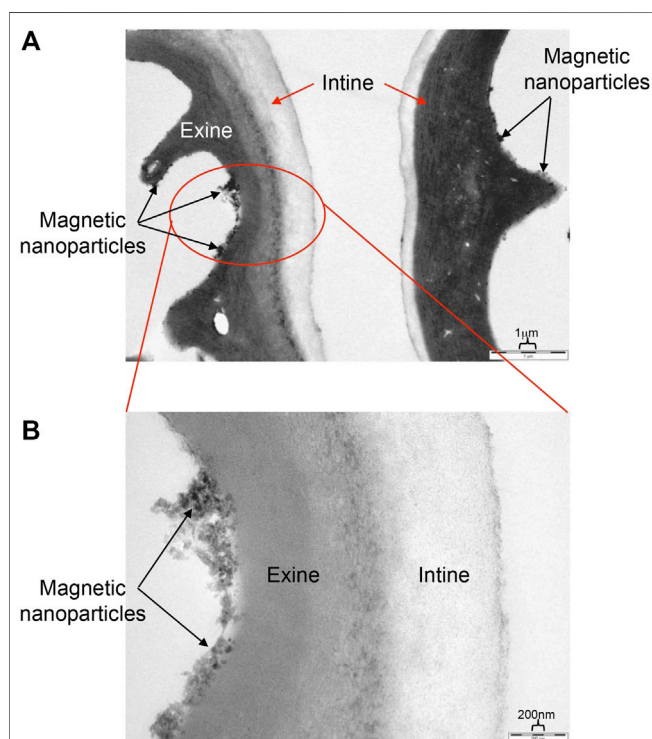 A
Magnetic
nanoparticles
Intine
Exine
Magnetic
nanoparticles
1μm
B
Exine
Intine
Magnetic
nanoparticles
200nm